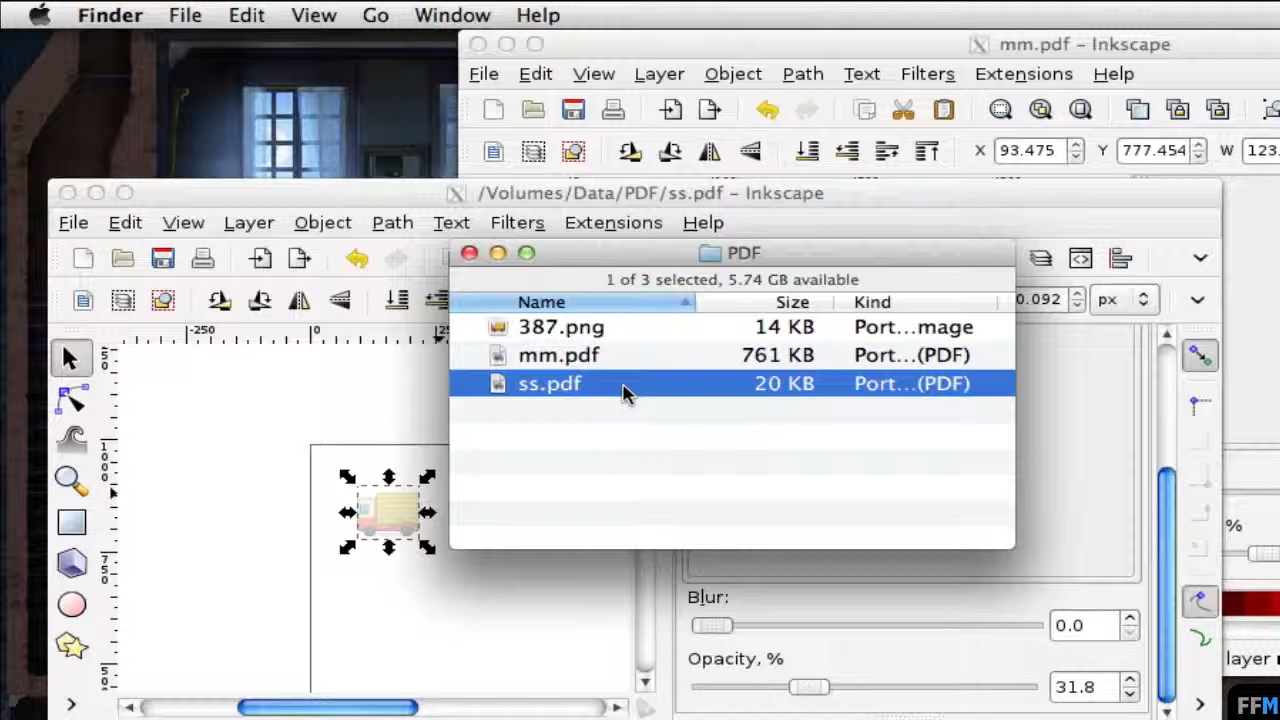 Finder File Edit View Go Window Help
mm.pdf - Inkscape
File Edit View Layer Object Path Text Filters Extensions Help
X 93.475 Y 777.454 W 123.
/Volumes/Data/PDF/ss.pdf - Inkscape
File Edit View Layer Object Path Text Filters Extensions Help
PDF
1 of 3 selected, 5.74 GB available
Name Size Kind
0.092 px
387.png 14 KB Port...mage
mm.pdf 761 KB Port...(PDF)
ss.pdf 20 KB Port...(PDF)
-250 0
%
Blur:
0.0
Opacity, %
layer
31.8
FFM